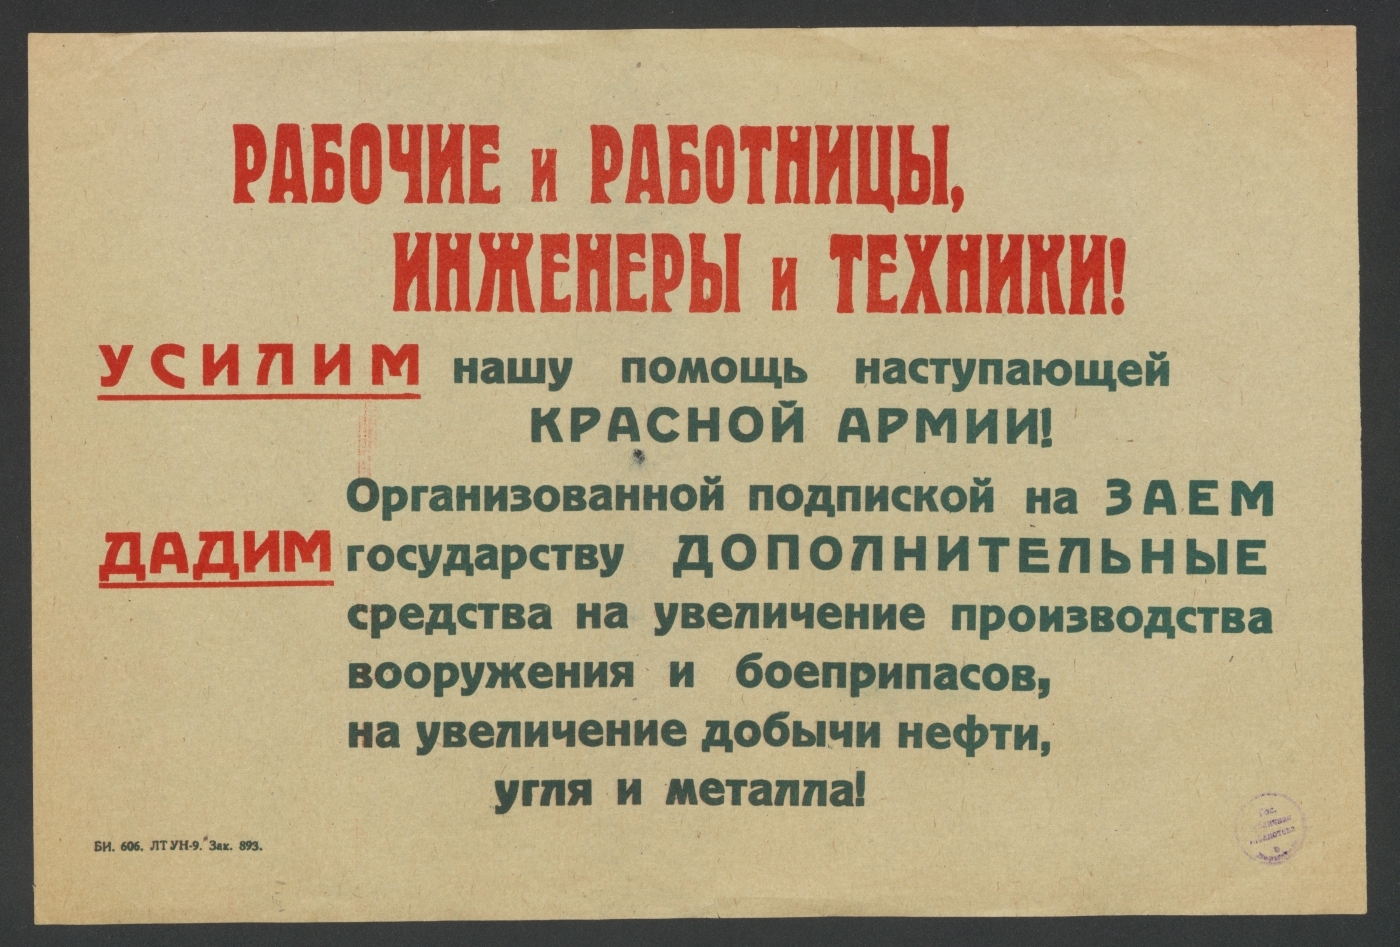 РАБОЧИЕ и РАБОТНИЦЫ,
ИНЖЕНЕРЫ и ТЕХНИКИ!
УСИЛИМ нашу помощь наступающей
КРАСНОЙ АРМИИ!
Организованной подпиской на ЗАЕМ
ДАДИМ государству ДОПОЛНИТЕЛЬНЫЕ
средства на увеличение производства
вооружения и боеприпасов,
на увеличение добычи нефти,
угля и металла!
БИ. 606. ЛТ УН-9. Зак. 893.
Гос.